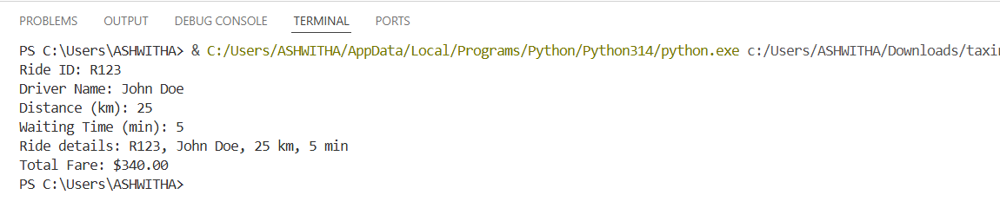 PROBLEMS OUTPUT DEBUG CONSOLE TERMINAL PORTS
PS C:\Users\ASHWITHA> & C:/Users/ASHWITHA/AppData/Local/Programs/Python/Python314/python.exe c:/Users/ASHWITHA/Downloads/taxi
Ride ID: R123
Driver Name: John Doe
Distance (km): 25
Waiting Time (min): 5
Ride details: R123, John Doe, 25 km, 5 min
Total Fare: $340.00
PS C:\Users\ASHWITHA>